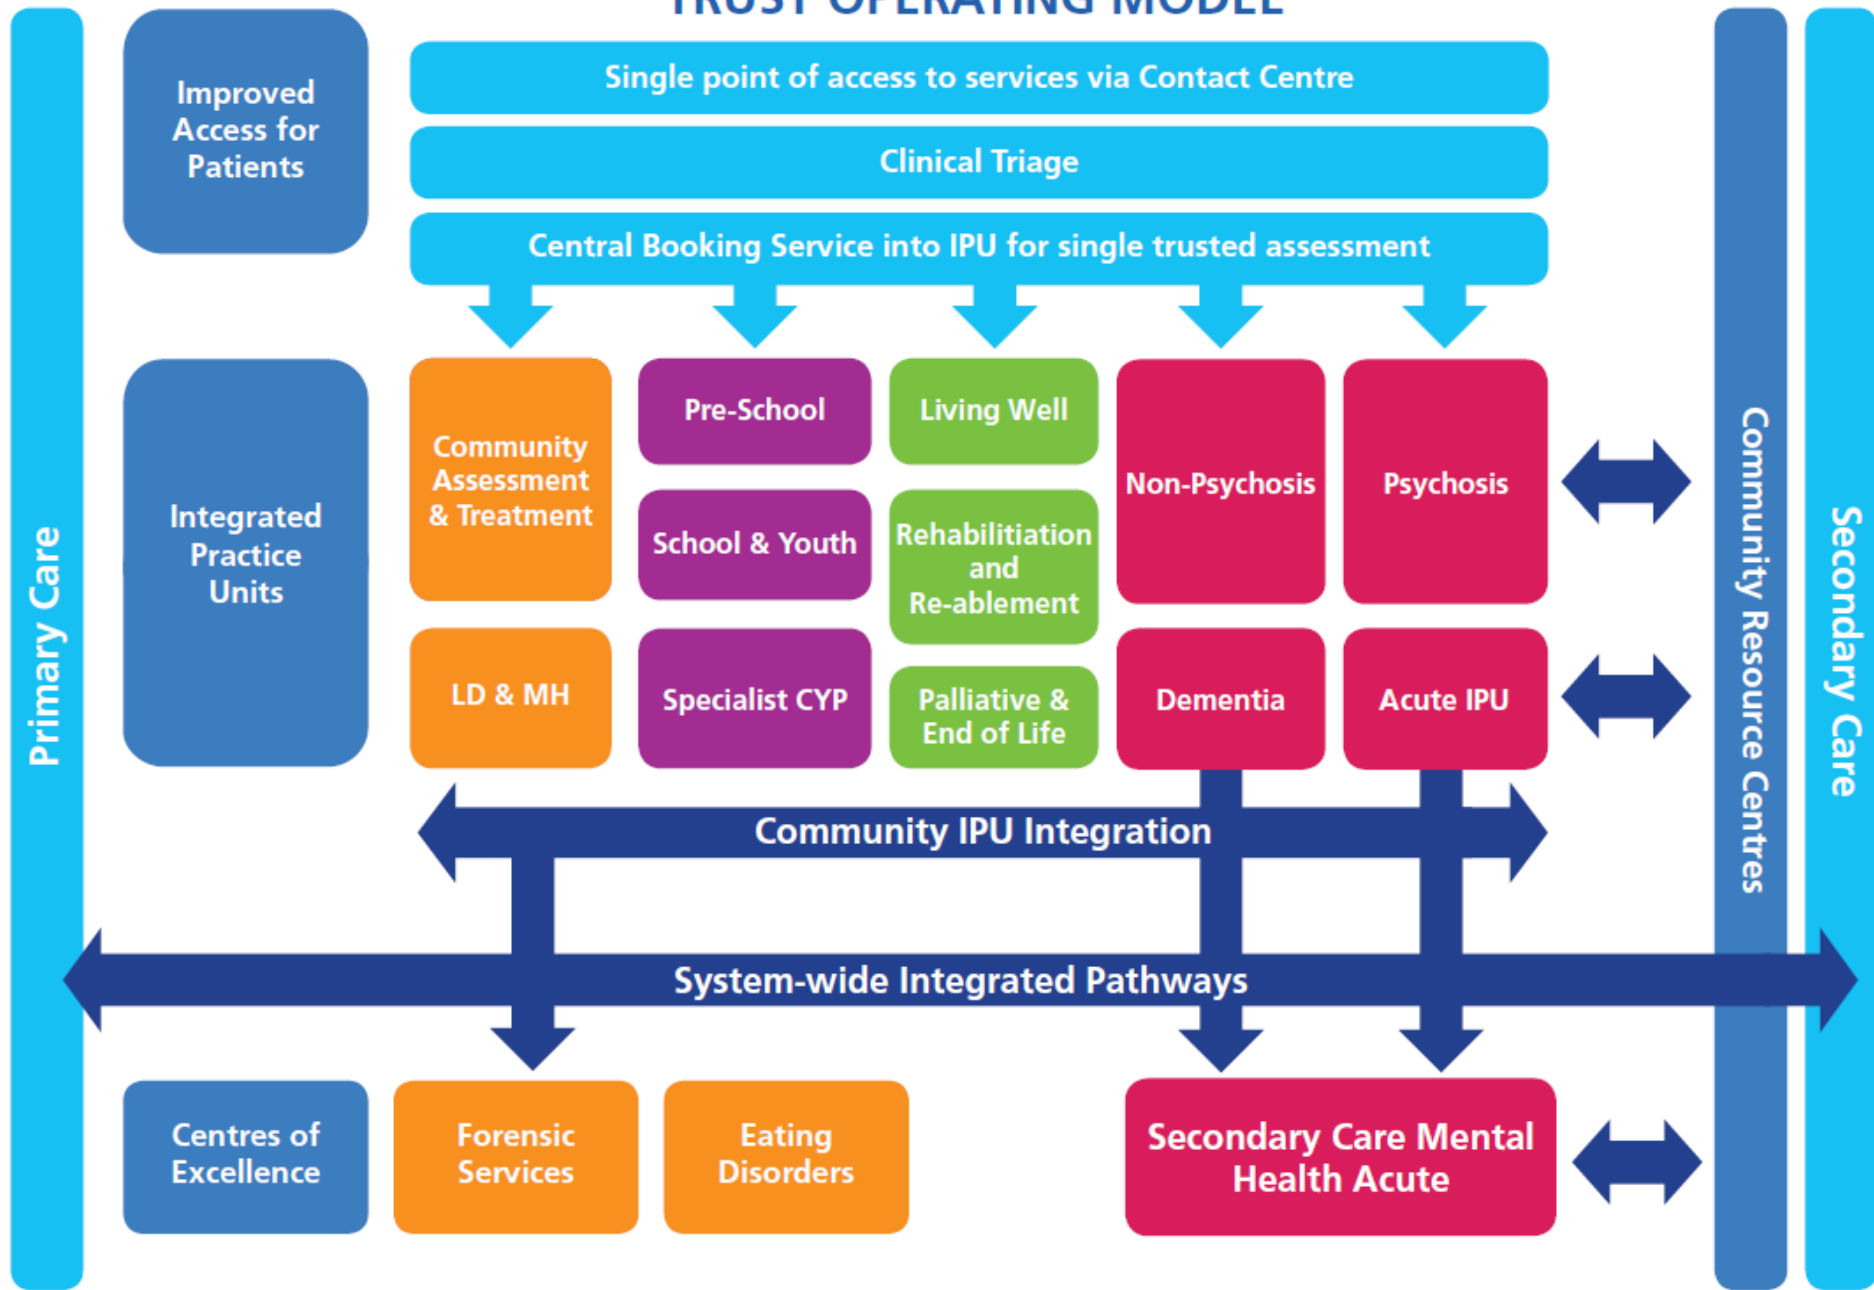 TRUST OPERATING MODEL
Improved
Access for
Patients
Single point of access to services via Contact Centre
Clinical Triage
Central Booking Service into IPU for single trusted assessment
Primary Care
Integrated
Practice
Units
Community
Assessment
& Treatment
LD & MH
Pre-School
School & Youth
Specialist CYP
Living Well
Rehabilitiation
and
Re-ablement
Palliative &
End of Life
Non-Psychosis
Dementia
Psychosis
Acute IPU
Community Resource Centres
Secondary Care
Community IPU Integration
System-wide Integrated Pathways
Centres of
Excellence
Forensic
Services
Eating
Disorders
Secondary Care Mental
Health Acute